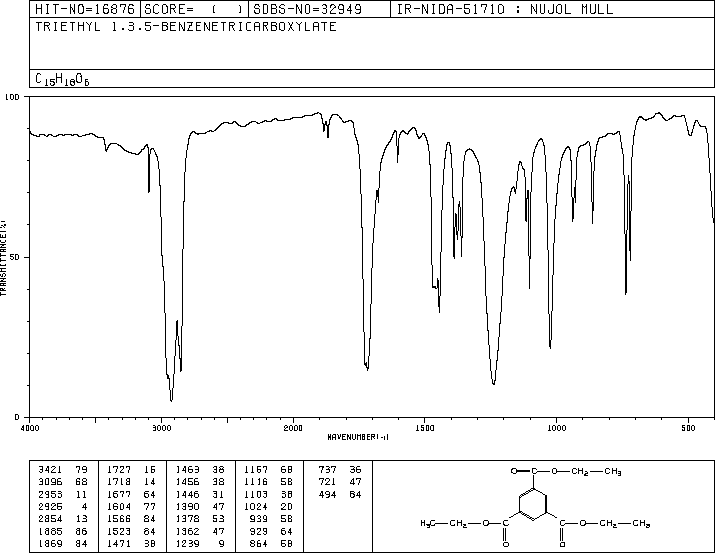 HIT-NO=16876 SCORE= ( ) SDBS-NO=32949 IR-NIDA-51710 : NUJOL MULL
TRIETHYL 1,3,5-BENZENETRICARBOXYLATE
C15H18O6
100
50
0
TRANSMITTANCE(%)
4000 3000 2000 1500 1000 500
WAVENUMBER(-1)
3421 79 1727 16 1463 38 1167 68 737 36
3096 68 1718 14 1456 38 1116 58 721 47
2953 11 1677 64 1446 31 1103 38 494 84
2925 4 1604 77 1390 47 1024 20
2854 13 1566 84 1378 53 939 58
1885 86 1523 84 1362 47 929 64
1869 84 1471 38 1239 9 864 58
O=C—O—CH2—CH3
H3C—CH2—O—C
C—O—CH2—CH3
O O